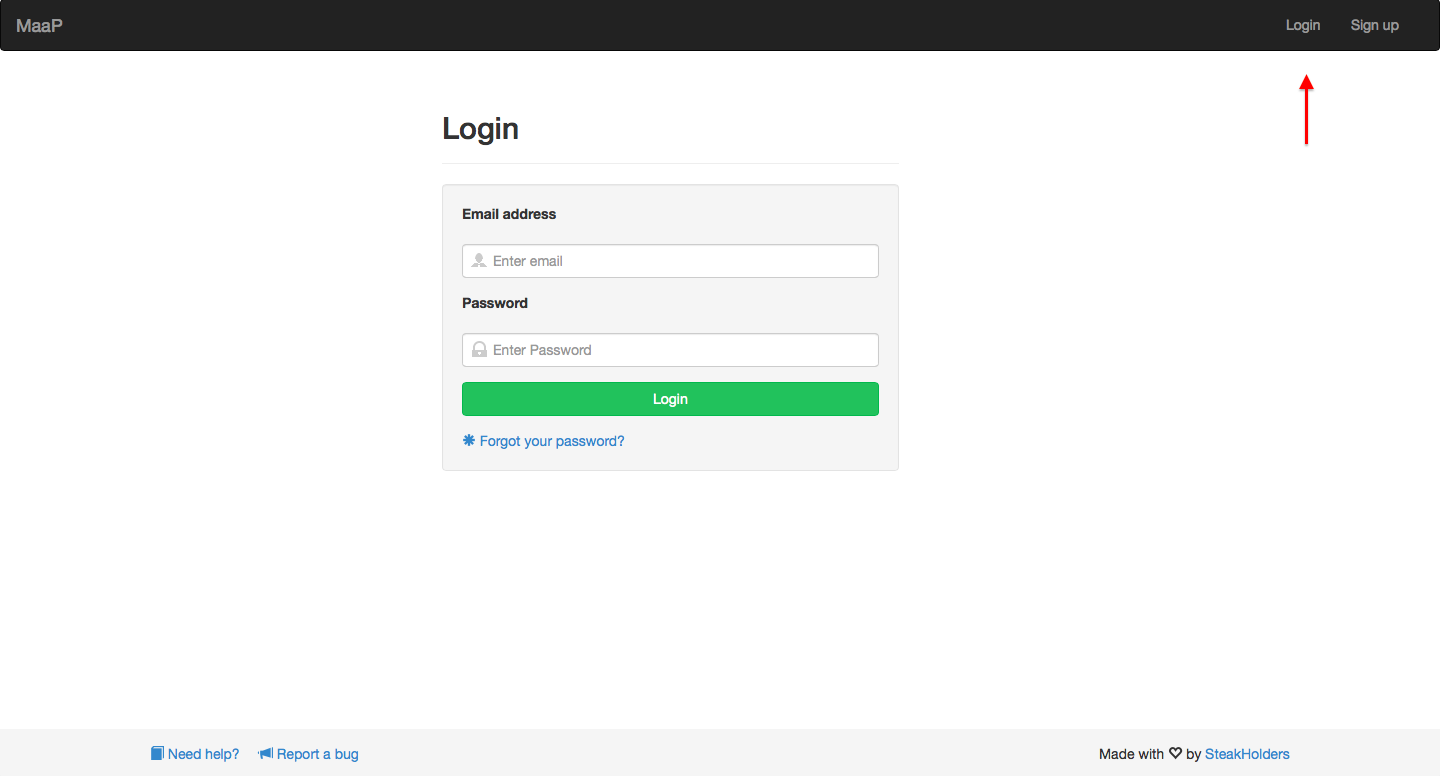 MaaP Login Sign up
Login
Email address
Enter email
Password
Enter Password
Login
Forgot your password?
Need help? Report a bug Made with by SteakHolders